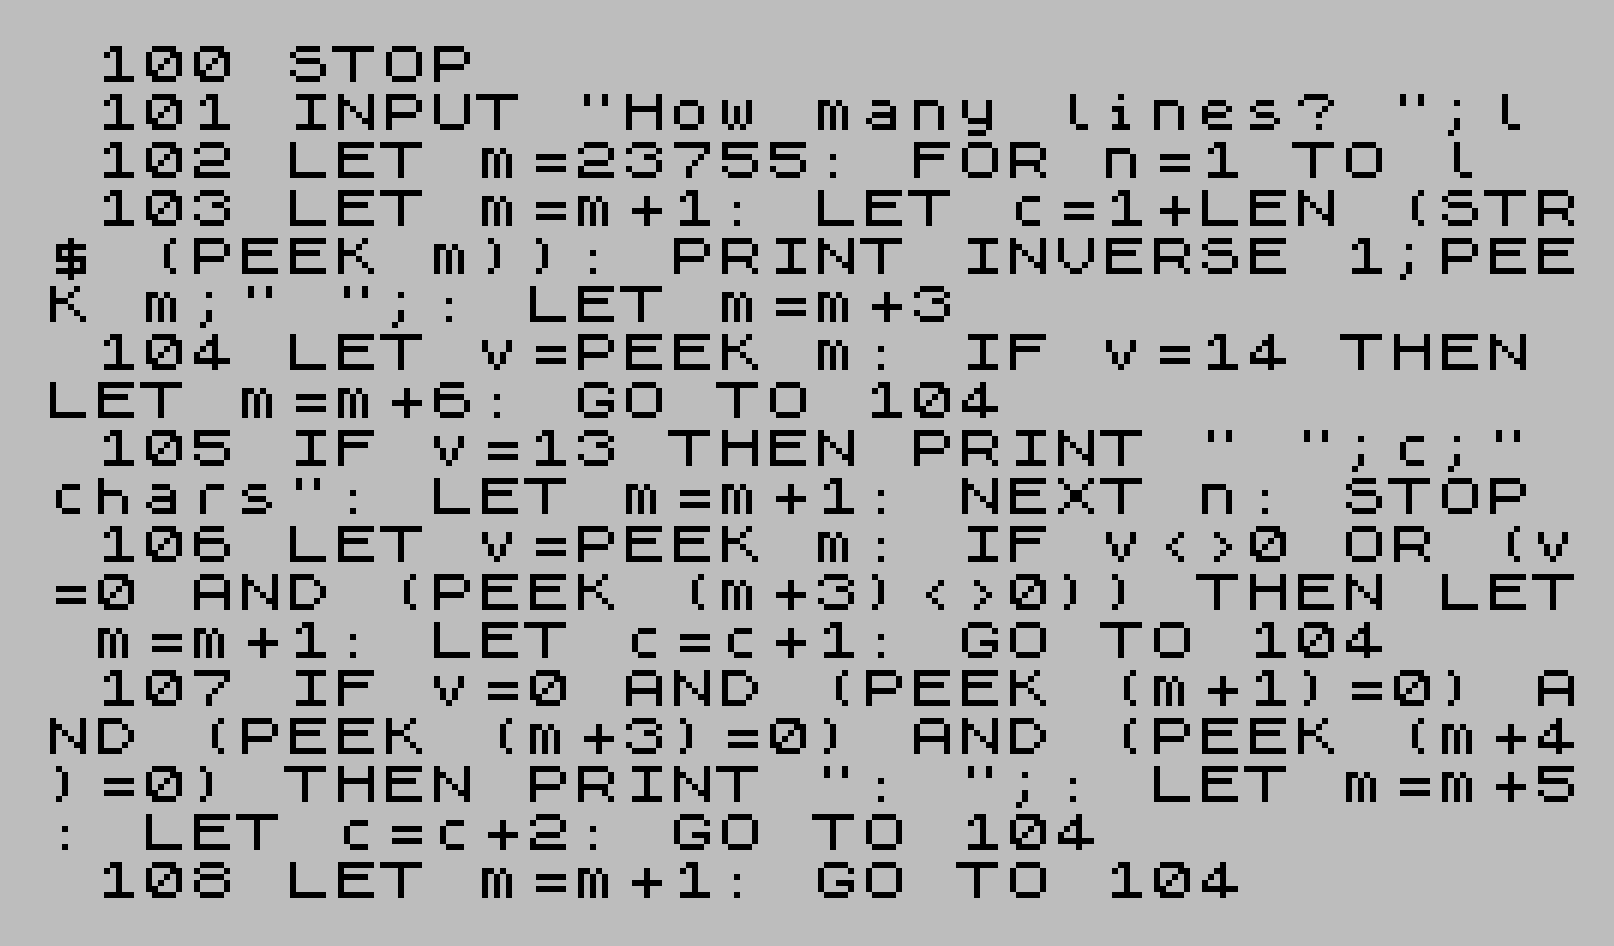 100 STOP
101 INPUT "How many lines? ";l
102 LET m=23755: FOR n=1 TO l
103 LET m=m+1: LET c=1+LEN (STR
$ (PEEK m)): PRINT INVERSE 1;PEE
K m;" ";: LET m=m+3
104 LET v=PEEK m: IF v=14 THEN
LET m=m+6: GO TO 104
105 IF v=13 THEN PRINT " ";c;"
chars": LET m=m+1: NEXT n: STOP
106 LET v=PEEK m: IF v<>0 OR (v
=0 AND (PEEK (m+3)<>0)) THEN LET
m=m+1: LET c=c+1: GO TO 104
107 IF v=0 AND (PEEK (m+1)=0) A
ND (PEEK (m+3)=0) AND (PEEK (m+4
)=0) THEN PRINT ": ";: LET m=m+5
: LET c=c+2: GO TO 104
108 LET m=m+1: GO TO 104